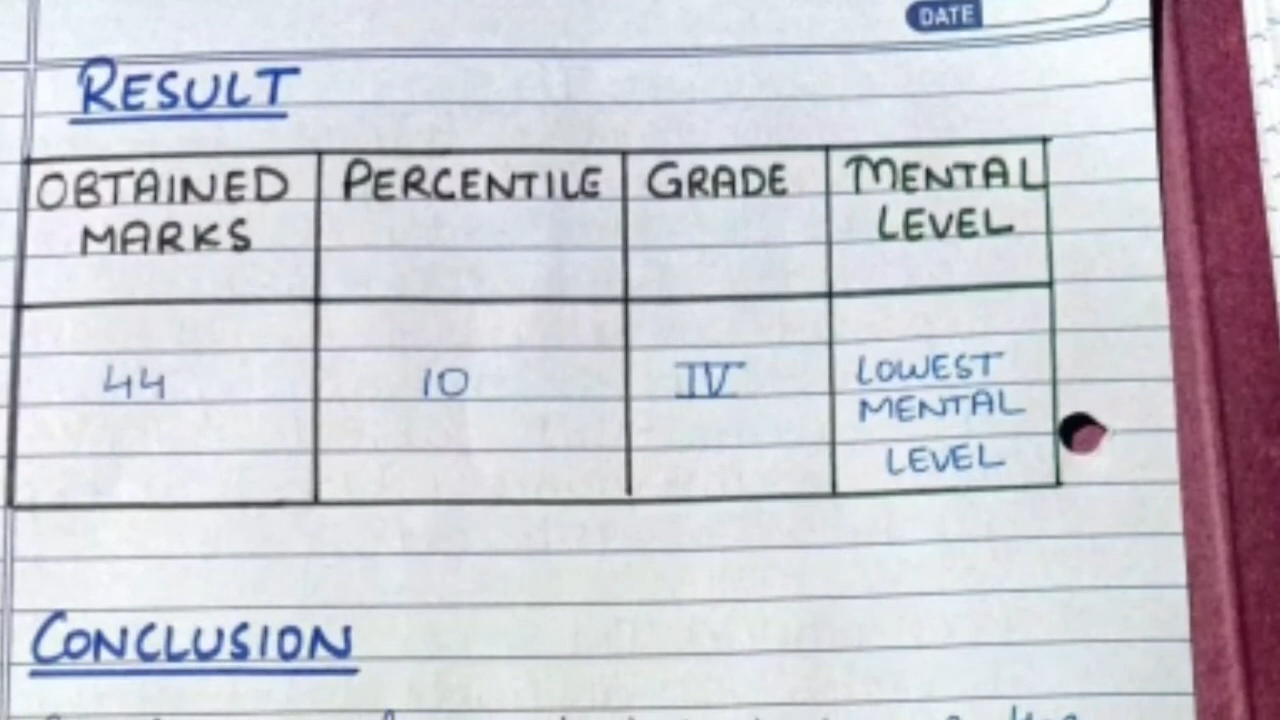 DATE
RESULT
OBTAINED MARKS | PERCENTILE | GRADE | MENTAL LEVEL
44 | 10 | IV | LOWEST MENTAL LEVEL
CONCLUSION